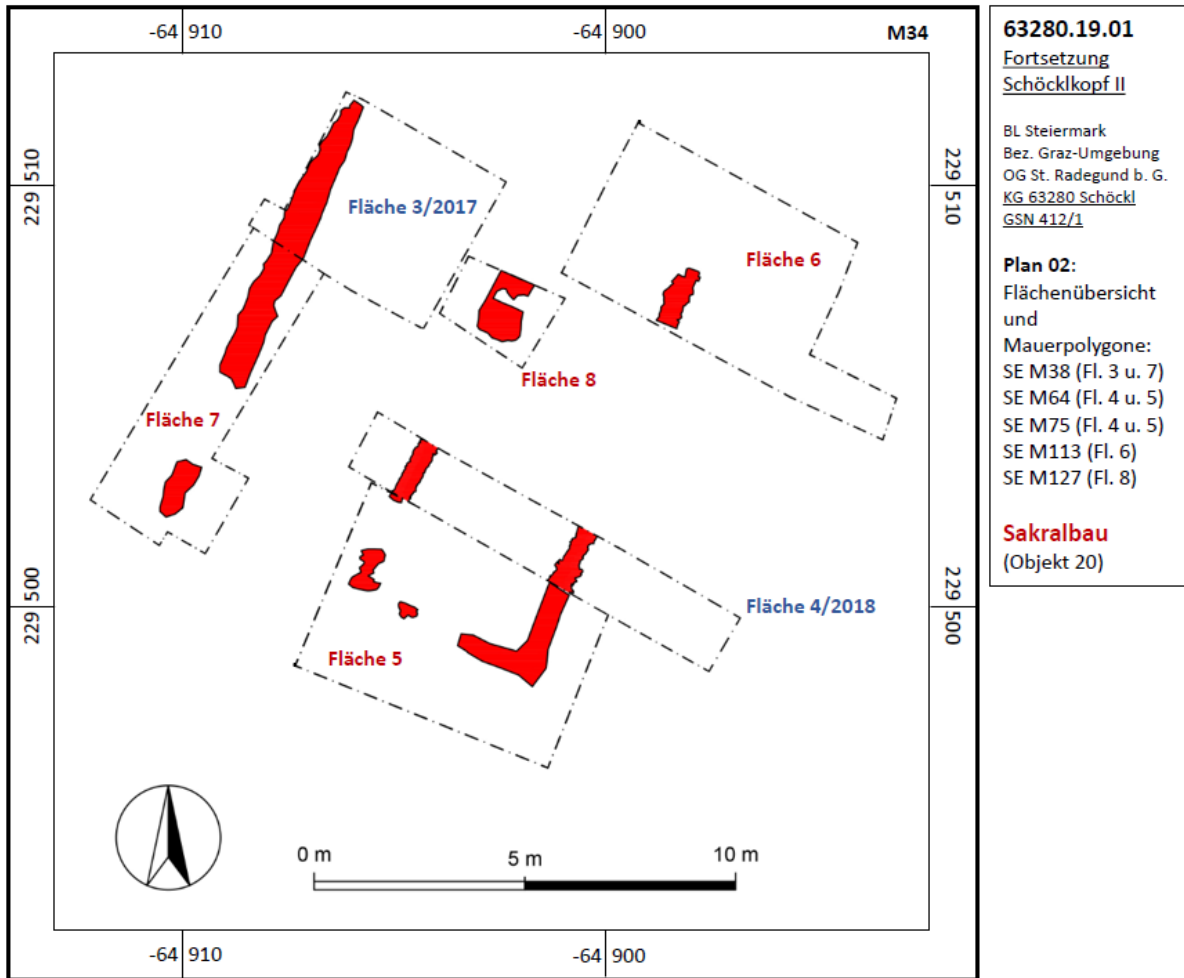 -64 910
-64 900
M34
229 510
229 510
Fläche 3/2017
Fläche 6
Fläche 8
Fläche 7
229 500
229 500
Fläche 4/2018
Fläche 5
0 m
5 m
10 m
-64 910
-64 900
63280.19.01
Fortsetzung
Schöcklkopf II
BL Steiermark
Bez. Graz-Umgebung
OG St. Radegund b. G.
KG 63280 Schöckl
GSN 412/1
Plan 02:
Flächenübersicht
und
Mauerpolygone:
SE M38 (Fl. 3 u. 7)
SE M64 (Fl. 4 u. 5)
SE M75 (Fl. 4 u. 5)
SE M113 (Fl. 6)
SE M127 (Fl. 8)
Sakralbau
(Objekt 20)